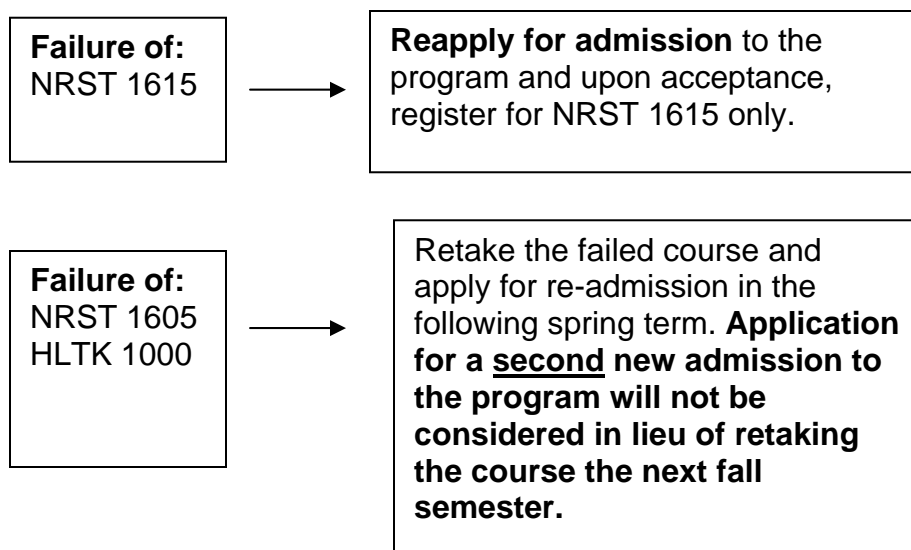 Failure of:
NRST 1615
Reapply for admission to the
program and upon acceptance,
register for NRST 1615 only.
Failure of:
NRST 1605
HLTK 1000
Retake the failed course and
apply for re-admission in the
following spring term. Application
for a second new admission to
the program will not be
considered in lieu of retaking
the course the next fall
semester.